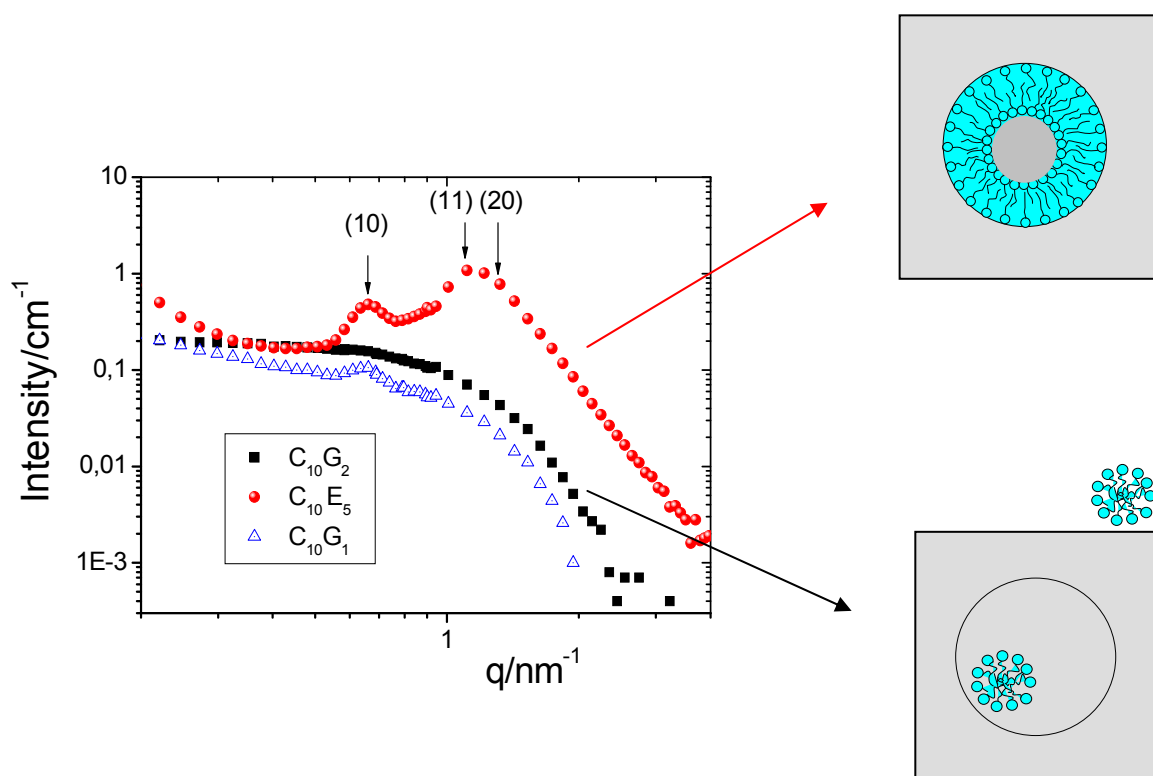 10
(11) (20)
(10)
1
0,1
0,01
1E-3
Intensity/cm⁻¹
C₁₀G₂
C₁₀E₅
C₁₀G₁
1
q/nm⁻¹